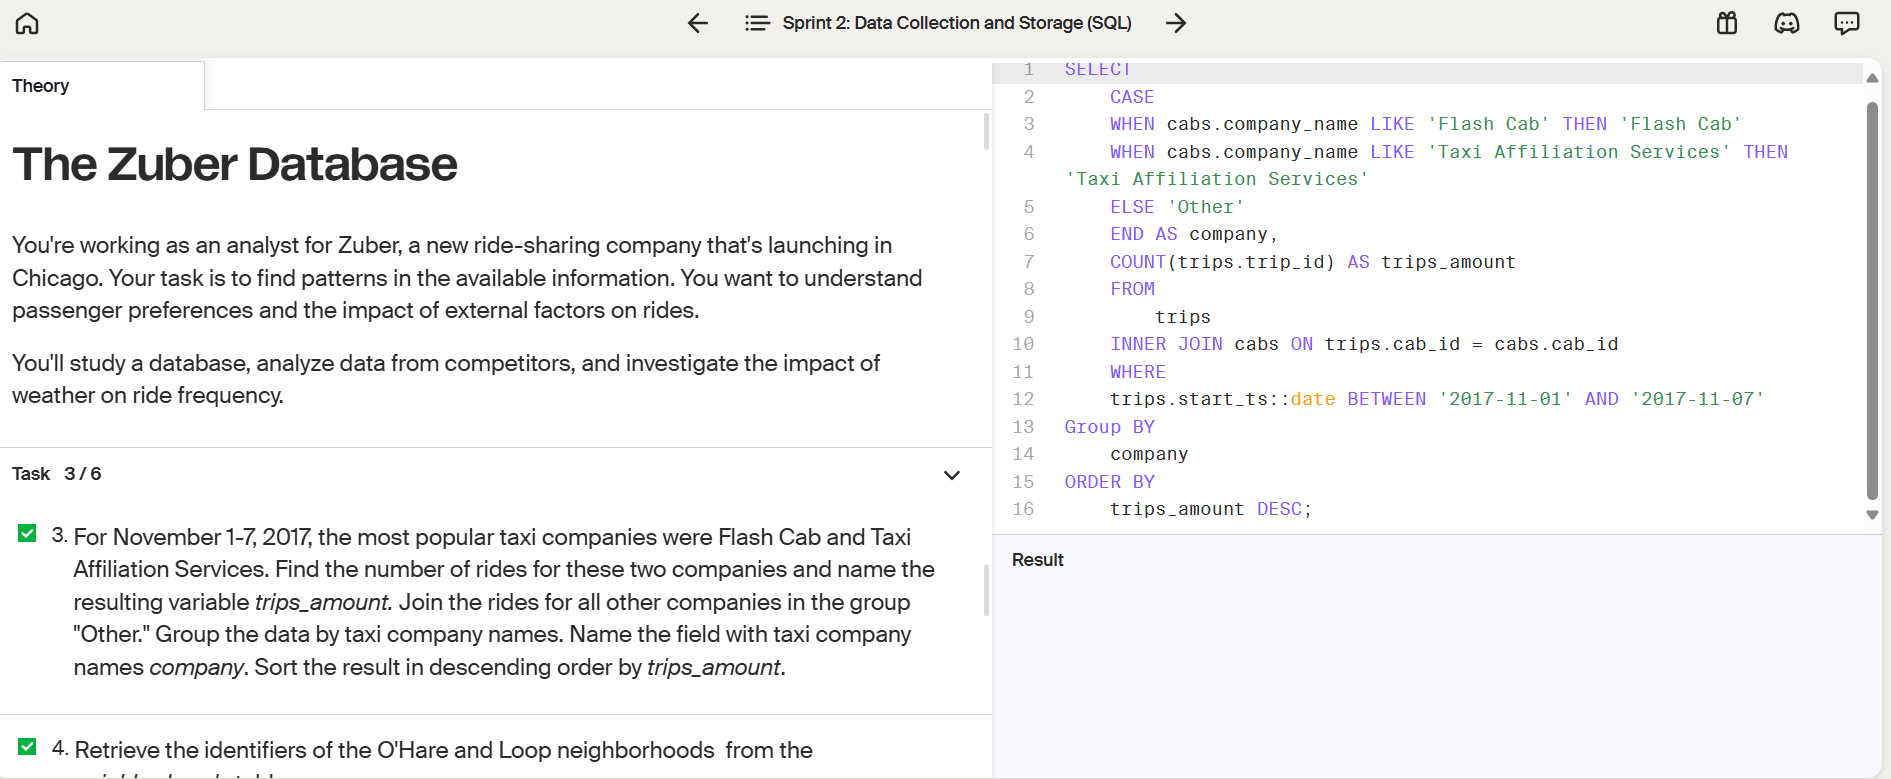 Sprint 2: Data Collection and Storage (SQL)
Theory
The Zuber Database
You're working as an analyst for Zuber, a new ride-sharing company that's launching in
Chicago. Your task is to find patterns in the available information. You want to understand
passenger preferences and the impact of external factors on rides.
You'll study a database, analyze data from competitors, and investigate the impact of
weather on ride frequency.
Task 3 / 6
3. For November 1-7, 2017, the most popular taxi companies were Flash Cab and Taxi
Affiliation Services. Find the number of rides for these two companies and name the
resulting variable trips_amount. Join the rides for all other companies in the group
"Other." Group the data by taxi company names. Name the field with taxi company
names company. Sort the result in descending order by trips_amount.
4. Retrieve the identifiers of the O'Hare and Loop neighborhoods from the
1 SELECT
2 CASE
3 WHEN cabs.company_name LIKE 'Flash Cab' THEN 'Flash Cab'
4 WHEN cabs.company_name LIKE 'Taxi Affiliation Services' THEN
'Taxi Affiliation Services'
5 ELSE 'Other'
6 END AS company,
7 COUNT(trips.trip_id) AS trips_amount
8 FROM
9 trips
10 INNER JOIN cabs ON trips.cab_id = cabs.cab_id
11 WHERE
12 trips.start_ts::date BETWEEN '2017-11-01' AND '2017-11-07'
13 Group BY
14 company
15 ORDER BY
16 trips_amount DESC;
Result